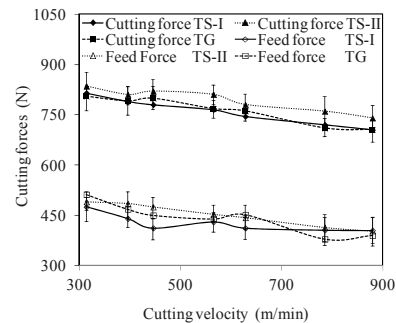 Cutting force TS-I Cutting force TS-II
Cutting force TG Feed force TS-I
Feed Force TS-II Feed force TG
1050
900
750
600
450
300
Cutting forces (N)
300 500 700 900
Cutting velocity (m/min)